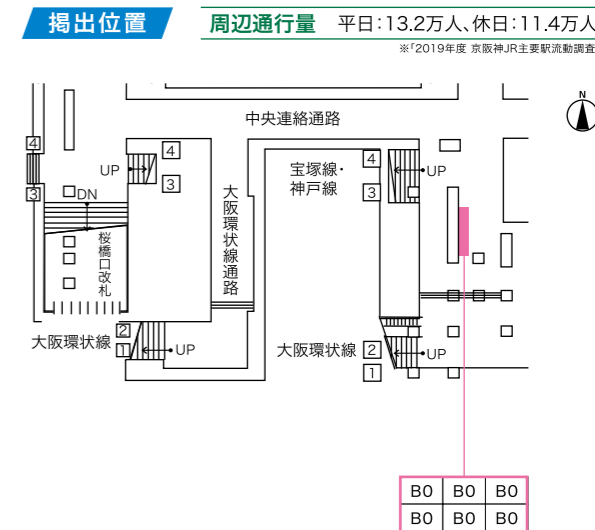 掲出位置
周辺通行量 平日:13.2万人、休日:11.4万人
※「2019年度 京阪神JR主要駅流動調査
N
中央連絡通路
4
3
UP
4
3
DN
桜橋口改札
大阪環状線通路
宝塚線・
神戸線
4
3
UP
大阪環状線
2
1
UP
大阪環状線
2
1
UP
B0 B0 B0
B0 B0 B0